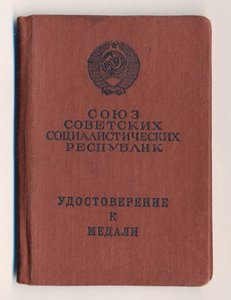 СОЮЗ
СОВЕТСКИХ
СОЦИАЛИСТИЧЕСКИХ
РЕСПУБЛИК
УДОСТОВЕРЕНИЕ
К
МЕДАЛИ